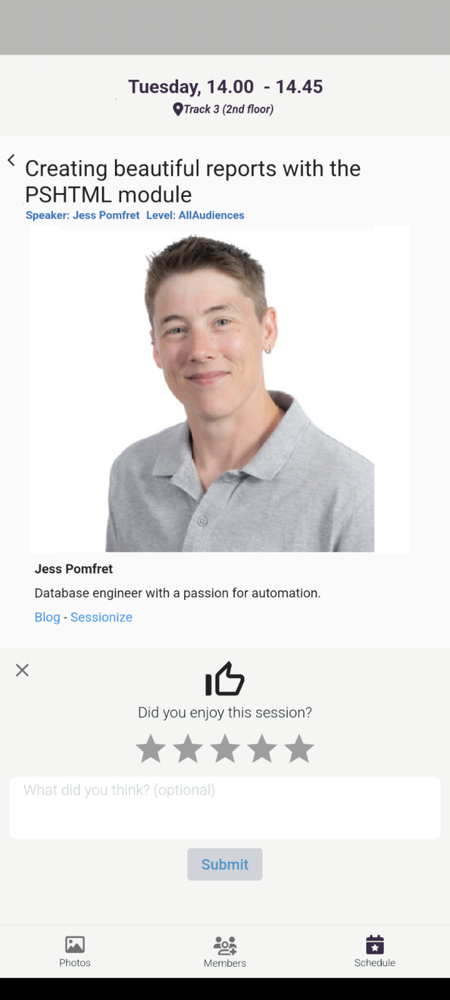 Tuesday, 14.00 - 14.45
Track 3 (2nd floor)
Creating beautiful reports with the
PSHTML module
Speaker: Jess Pomfret Level: AllAudiences
Jess Pomfret
Database engineer with a passion for automation.
Blog - Sessionize
Did you enjoy this session?
What did you think? (optional)
Submit
Photos
Members
Schedule